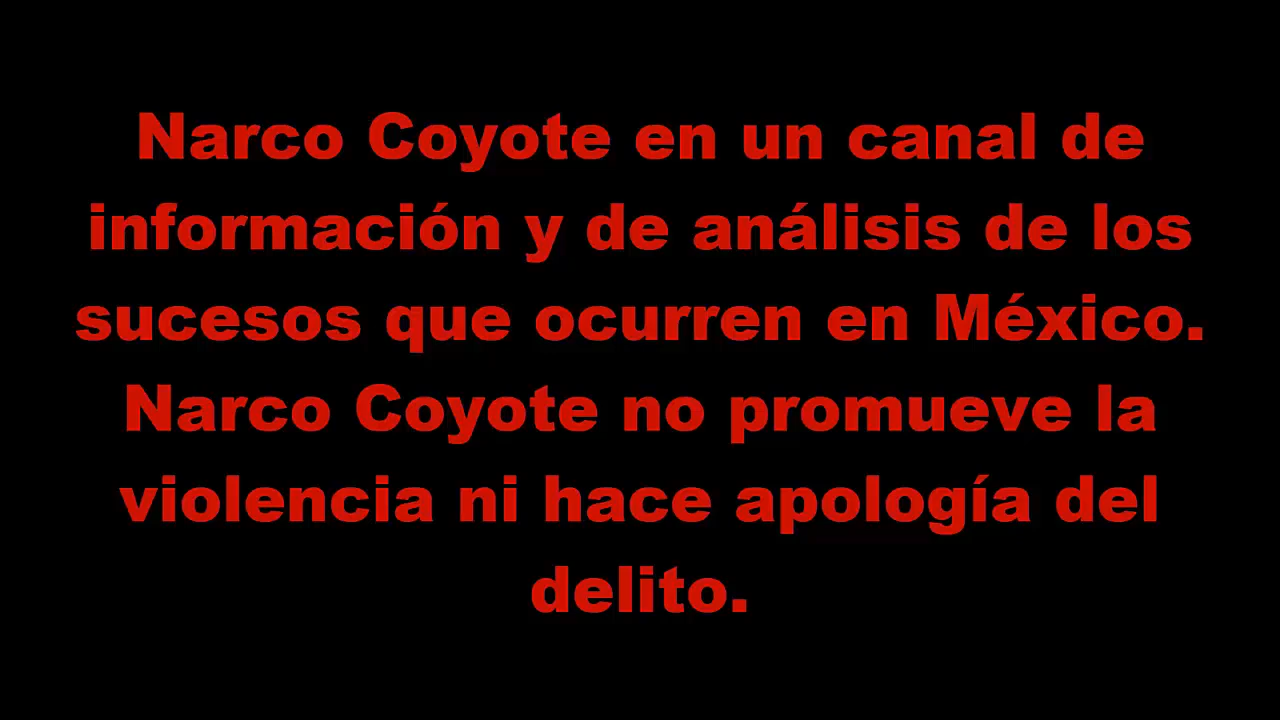 Narco Coyote en un canal de
información y de análisis de los
sucesos que ocurren en México.
Narco Coyote no promueve la
violencia ni hace apología del
delito.